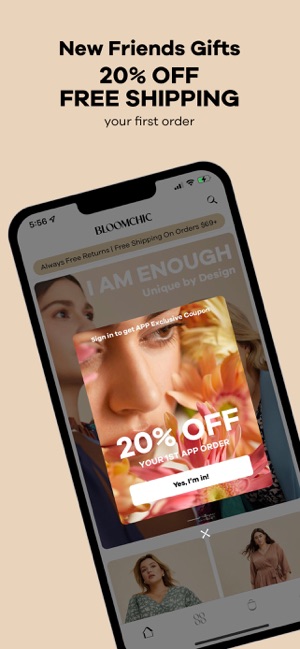 New Friends Gifts
20% OFF
FREE SHIPPING
your first order
5:56
BLOOMCHIC
Always Free Returns | Free Shipping On Orders $69+
I AM ENOUGH
Unique by Design
Sign in to get APP Exclusive Coupon
20% OFF
YOUR 1ST APP ORDER
Yes, I'm in!